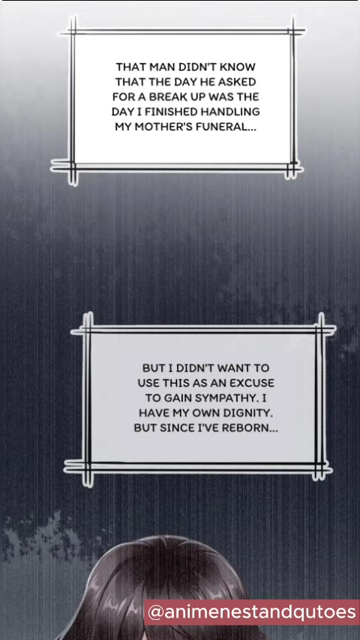 THAT MAN DIDN'T KNOW
THAT THE DAY HE ASKED
FOR A BREAK UP WAS THE
DAY I FINISHED HANDLING
MY MOTHER'S FUNERAL...
BUT I DIDN'T WANT TO
USE THIS AS AN EXCUSE
TO GAIN SYMPATHY. I
HAVE MY OWN DIGNITY.
BUT SINCE I'VE REBORN...
@animenestandqutoes